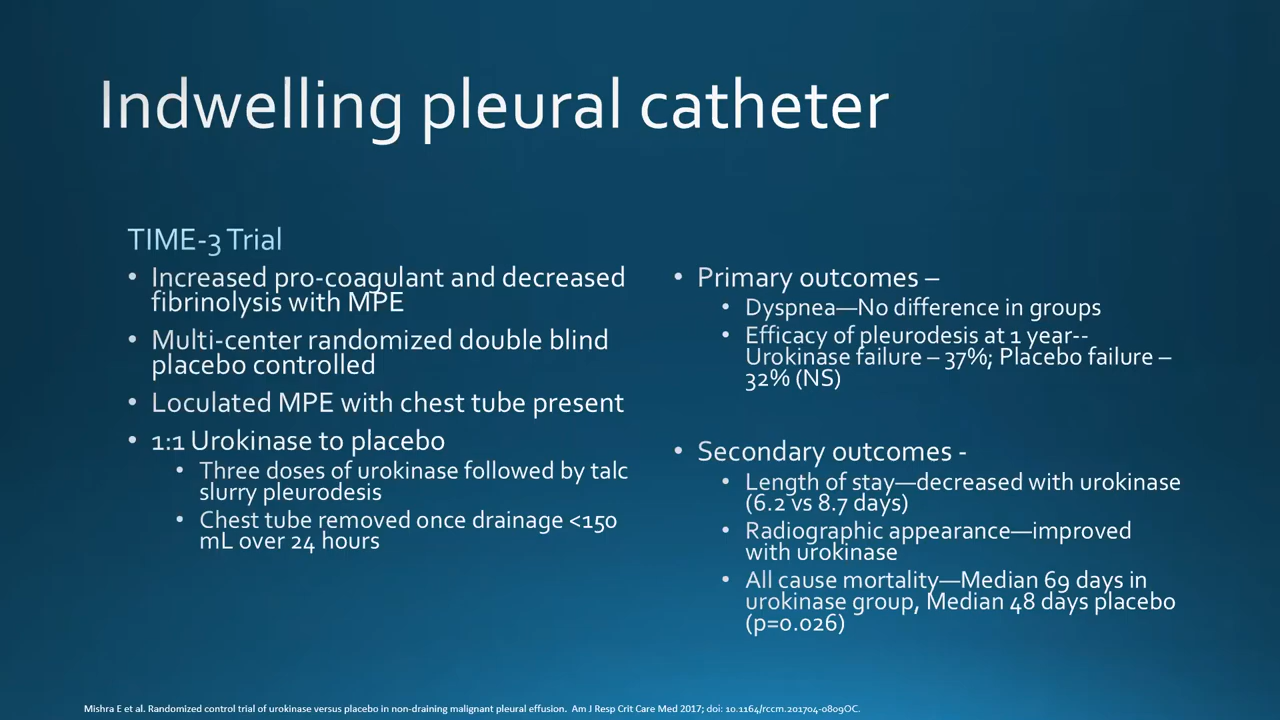 Indwelling pleural catheter
TIME-3 Trial
• Increased pro-coagulant and decreased
fibrinolysis with MPE
• Multi-center randomized double blind
placebo controlled
• Loculated MPE with chest tube present
• 1:1 Urokinase to placebo
• Three doses of urokinase followed by talc
slurry pleurodesis
• Chest tube removed once drainage <150
mL over 24 hours
• Primary outcomes –
• Dyspnea—No difference in groups
• Efficacy of pleurodesis at 1 year--
Urokinase failure – 37%; Placebo failure –
32% (NS)
• Secondary outcomes -
• Length of stay—decreased with urokinase
(6.2 vs 8.7 days)
• Radiographic appearance—improved
with urokinase
• All cause mortality—Median 69 days in
urokinase group, Median 48 days placebo
(p=0.026)
Mishra E et al. Randomized control trial of urokinase versus placebo in non-draining malignant pleural effusion. Am J Resp Crit Care Med 2017; doi: 10.1164/rccm.201704-0809OC.